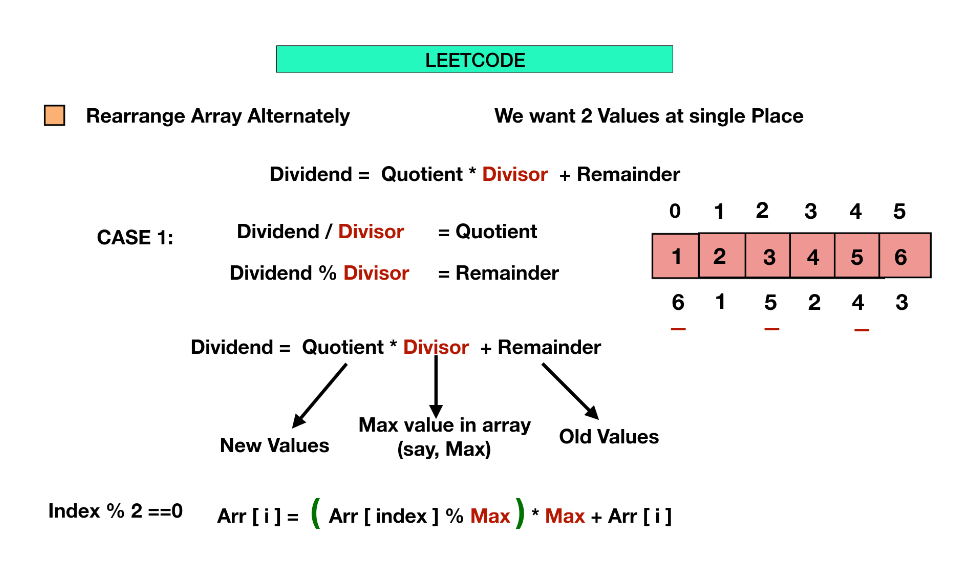 LEETCODE
Rearrange Array Alternately
We want 2 Values at single Place
Dividend = Quotient * Divisor + Remainder
CASE 1:
Dividend / Divisor = Quotient
Dividend % Divisor = Remainder
0 1 2 3 4 5
1 2 3 4 5 6
6 1 5 2 4 3
Dividend = Quotient * Divisor + Remainder
New Values
Max value in array
(say, Max)
Old Values
Index % 2 ==0
Arr [ i ] = ( Arr [ index ] % Max ) * Max + Arr [ i ]